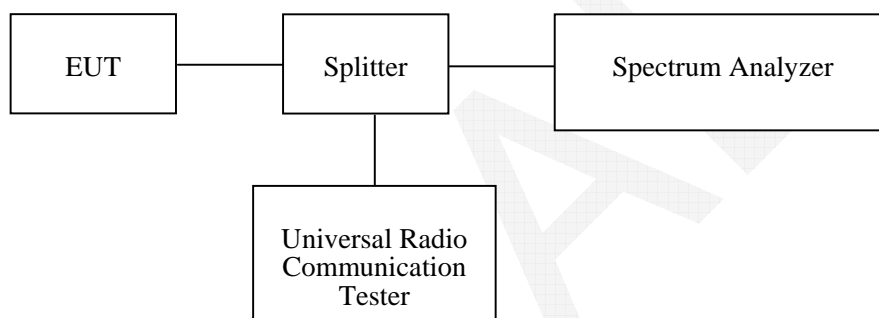 EUT
Splitter
Spectrum Analyzer
Universal Radio
Communication
Tester